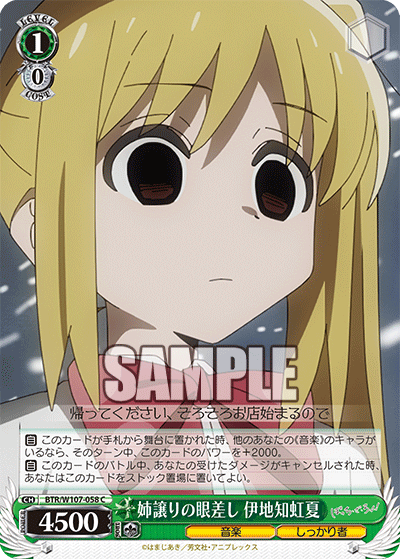 LEVEL
1
0
COST
SAMPLE
帰ってください、そろそろお店始まるので
自 このカードが手札から舞台に置かれた時、他のあなたの《音楽》のキャラが
いるなら、そのターン中、このカードのパワーを+2000。
自 このカードのバトル中、あなたの受けたダメージがキャンセルされた時、
あなたはこのカードをストック置場に置いてよい。
CH BTR/W107-058 C
姉譲りの眼差し 伊地知虹夏
ぼっち・ざ・ろっく!
4500
音楽
しっかり者
©はまじあき/芳文社・アニプレックス